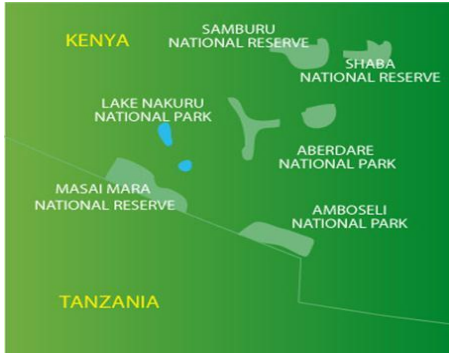 SAMBURU
NATIONAL RESERVE
KENYA
SHABA
NATIONAL RESERVE
LAKE NAKURU
NATIONAL PARK
ABERDARE
NATIONAL PARK
MASAI MARA
NATIONAL RESERVE
AMBOSELI
NATIONAL PARK
TANZANIA